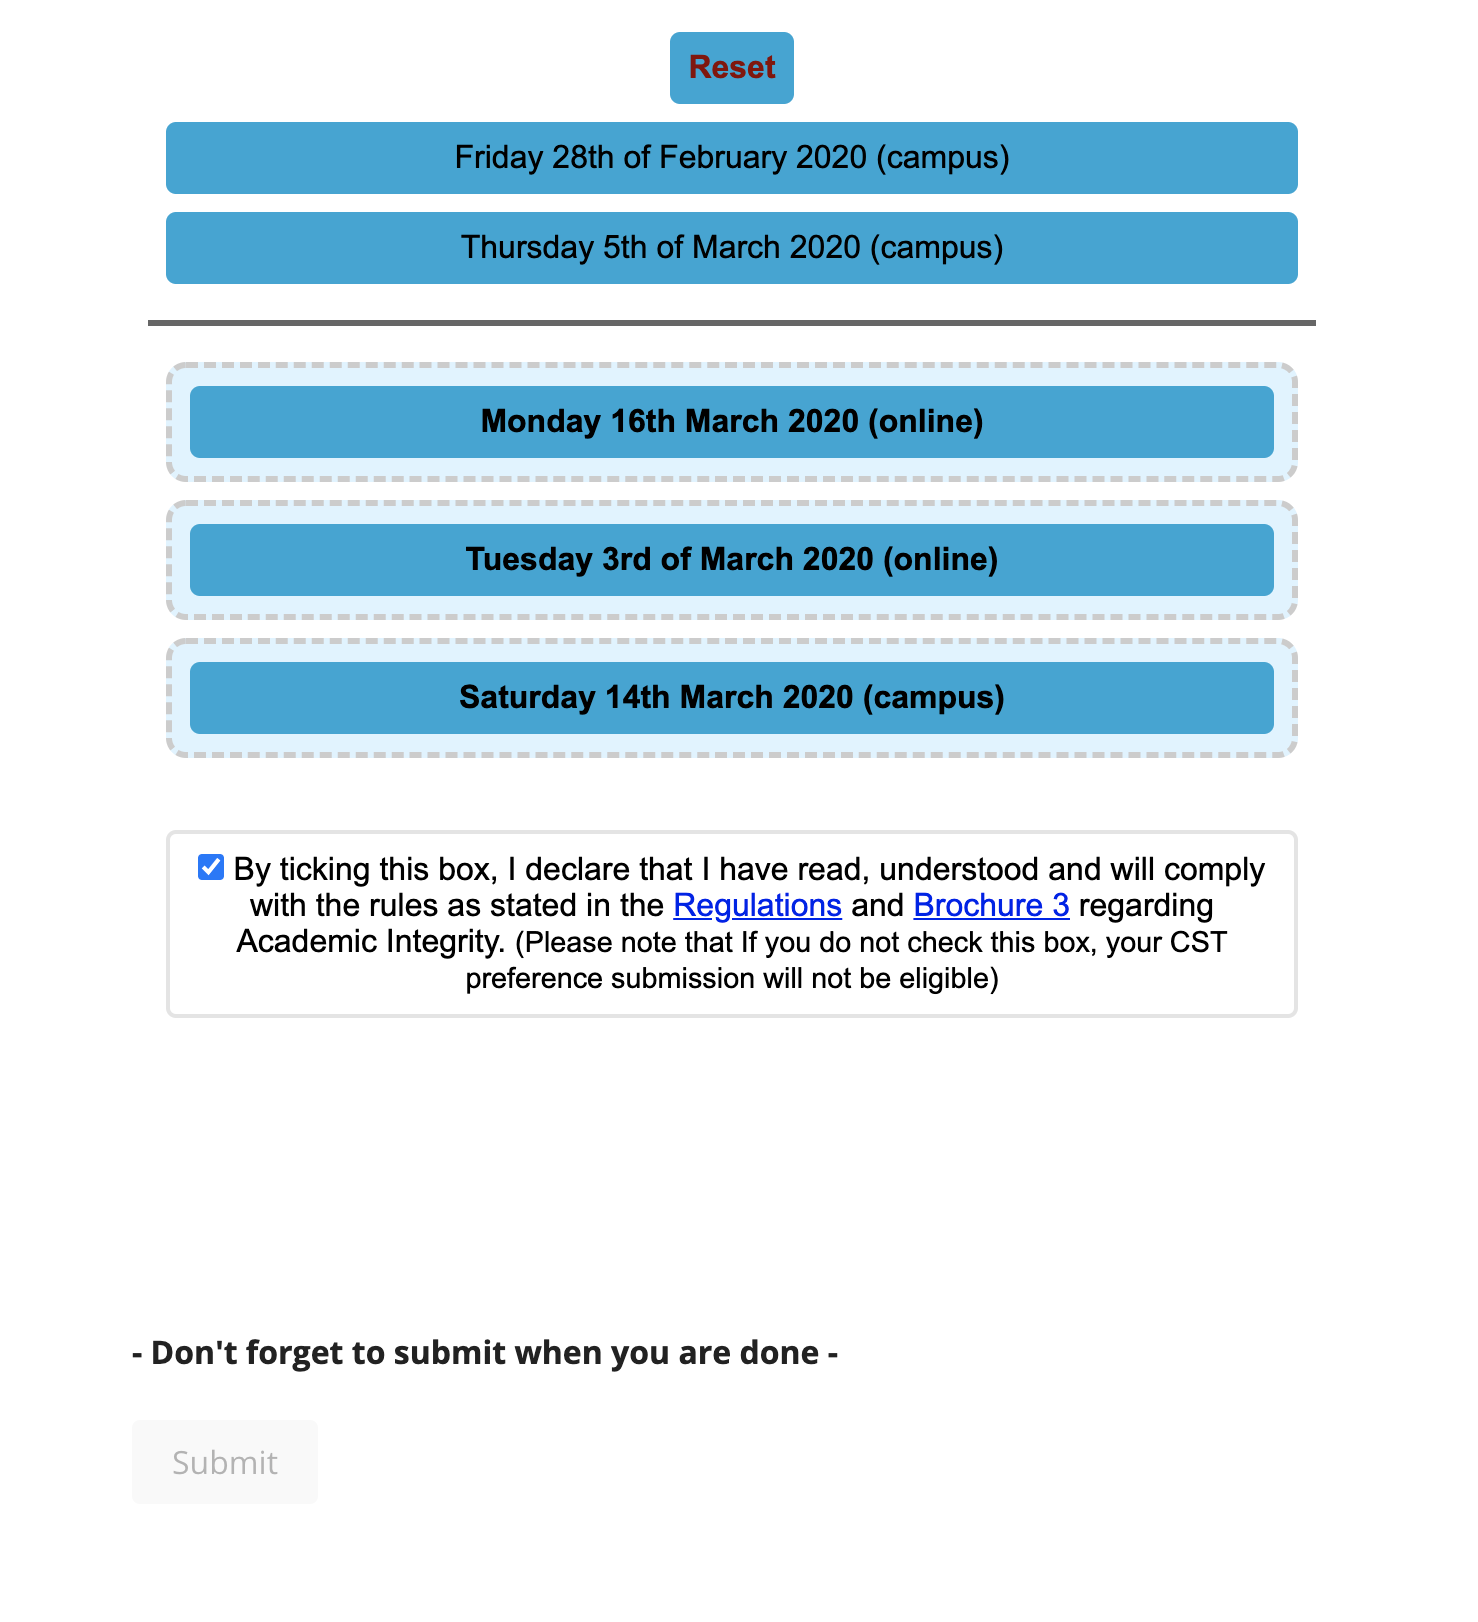 Reset
Friday 28th of February 2020 (campus)
Thursday 5th of March 2020 (campus)
Monday 16th March 2020 (online)
Tuesday 3rd of March 2020 (online)
Saturday 14th March 2020 (campus)
By ticking this box, I declare that I have read, understood and will comply
with the rules as stated in the Regulations and Brochure 3 regarding
Academic Integrity. (Please note that If you do not check this box, your CST
preference submission will not be eligible)
- Don't forget to submit when you are done -
Submit